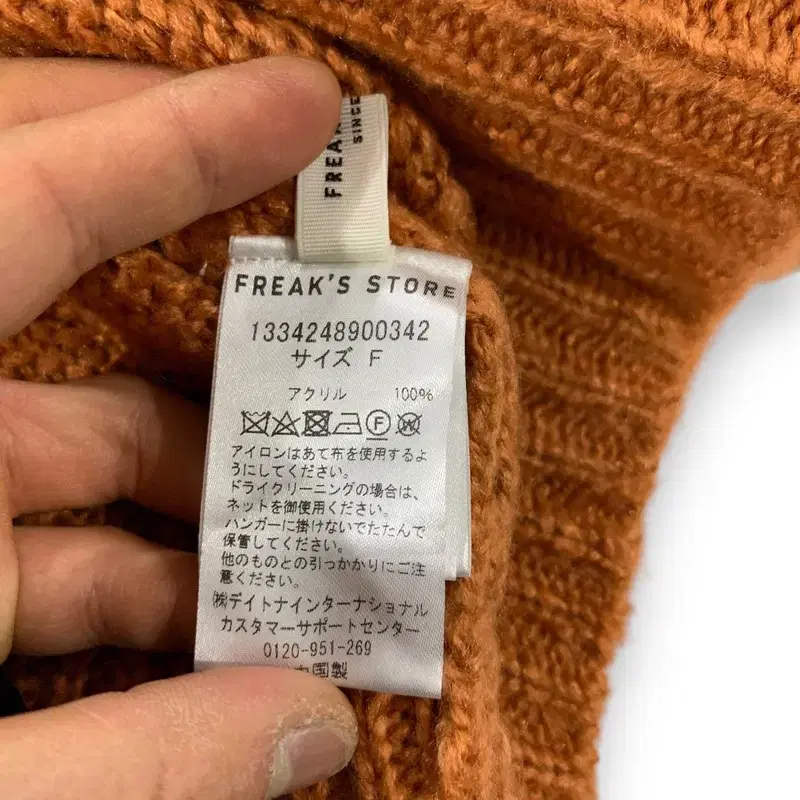 FREAK
SINCE
FREAK'S STORE
1334248900342
サイズ F
アクリル 100%
F
W
アイロンはあて布を使用するよ
うにしてください。
ドライクリーニングの場合は、
ネットを御使用ください。
ハンガーに掛けないでたたんで
保管してください。
他のものとの引っかかりにご注
意ください。
㈱デイトナインターナショナル
カスタマーサポートセンター
0120-951-269
中国製